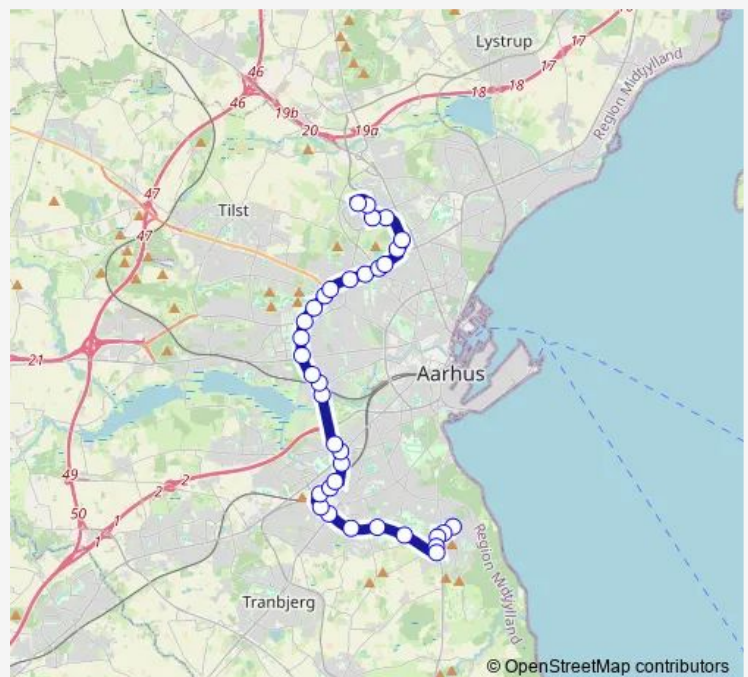 Lystrup
17
17
18
18
17
46
46
19b
20
19a
Region Midtjylland
47
Tilst
47
21
Aarhus
49
2
2
50
1
1
Region Midtjylland
Tranbjerg
© OpenStreetMap contributors